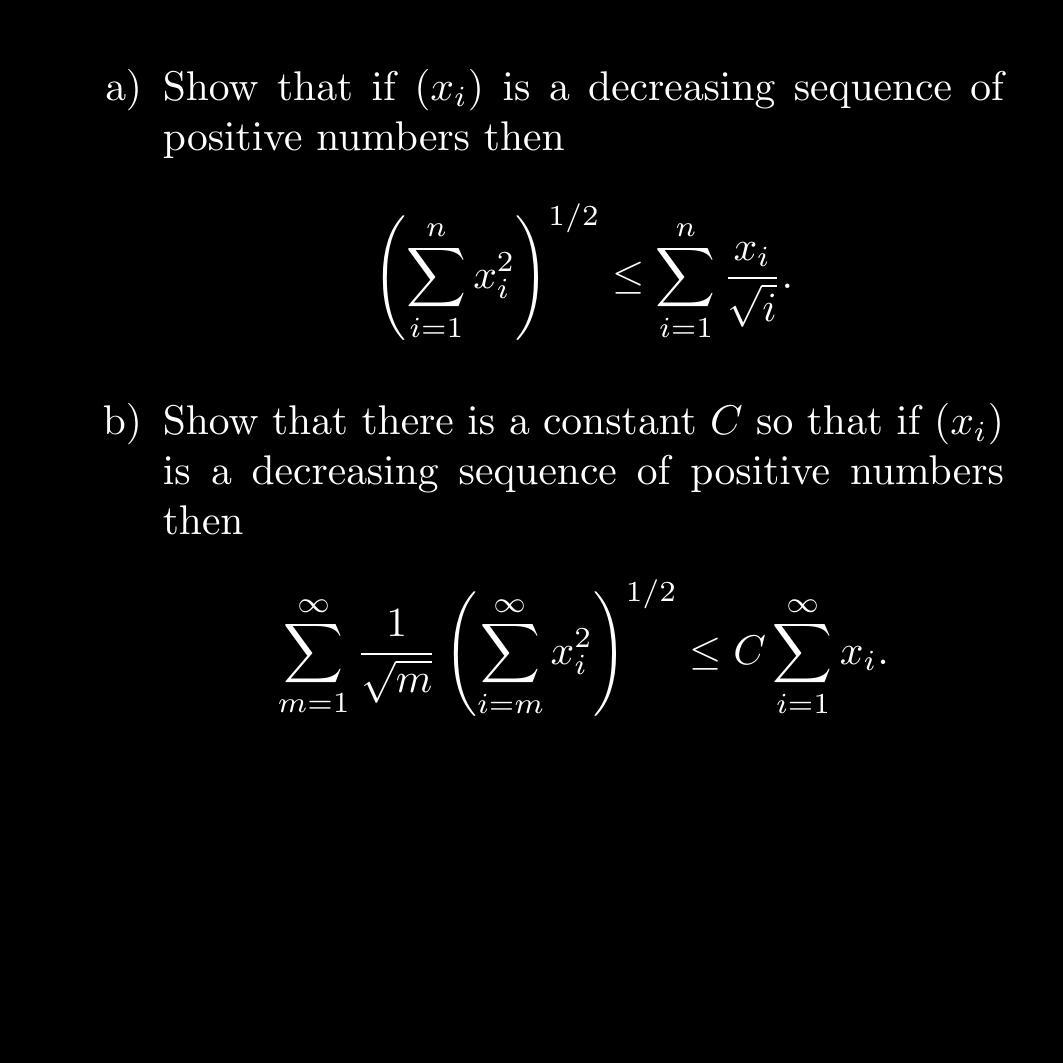 a) Show that if (xᵢ) is a decreasing sequence of
positive numbers then
$$\left(\sum_{i=1}^{n} x_i^2\right)^{1/2} \leq \sum_{i=1}^{n} \frac{x_i}{\sqrt{i}}.$$
b) Show that there is a constant C so that if (xᵢ)
is a decreasing sequence of positive numbers
then
$$\sum_{m=1}^{\infty} \frac{1}{\sqrt{m}} \left(\sum_{i=m}^{\infty} x_i^2\right)^{1/2} \leq C \sum_{i=1}^{\infty} x_i.$$